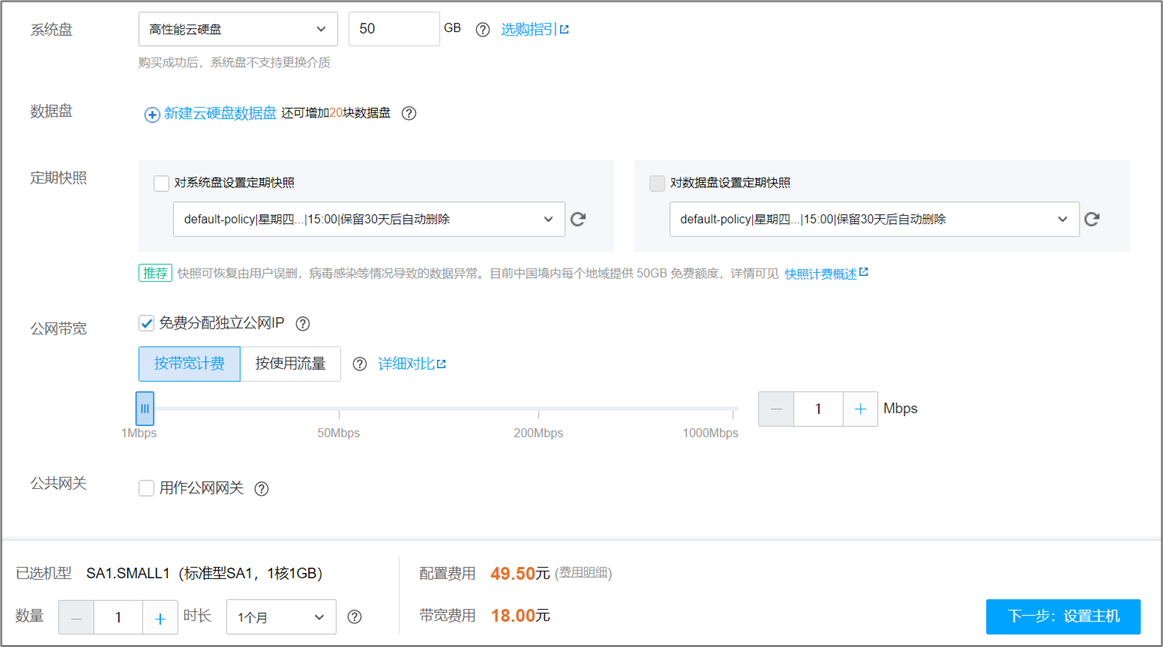 系统盘 高性能云硬盘 50 GB ? 选购指引
购买成功后，系统盘不支持更换介质
数据盘 新建云硬盘数据盘 还可增加20块数据盘 ?
定期快照 对系统盘设置定期快照 对数据盘设置定期快照
default-policy|星期四...|15:00|保留30天后自动删除 default-policy|星期四...|15:00|保留30天后自动删除
推荐 快照可恢复由用户误删，病毒感染等情况导致的数据异常。目前中国境内每个地域提供 50GB 免费额度，详情可见 快照计费概述
公网带宽 免费分配独立公网IP ?
按带宽计费 按使用流量 ? 详细对比
1 Mbps
1Mbps 50Mbps 200Mbps 1000Mbps
公共网关 用作公网网关 ?
已选机型 SA1.SMALL1（标准型SA1，1核1GB） 配置费用 49.50元 (费用明细)
数量 1 时长 1个月 ? 带宽费用 18.00元 下一步：设置主机